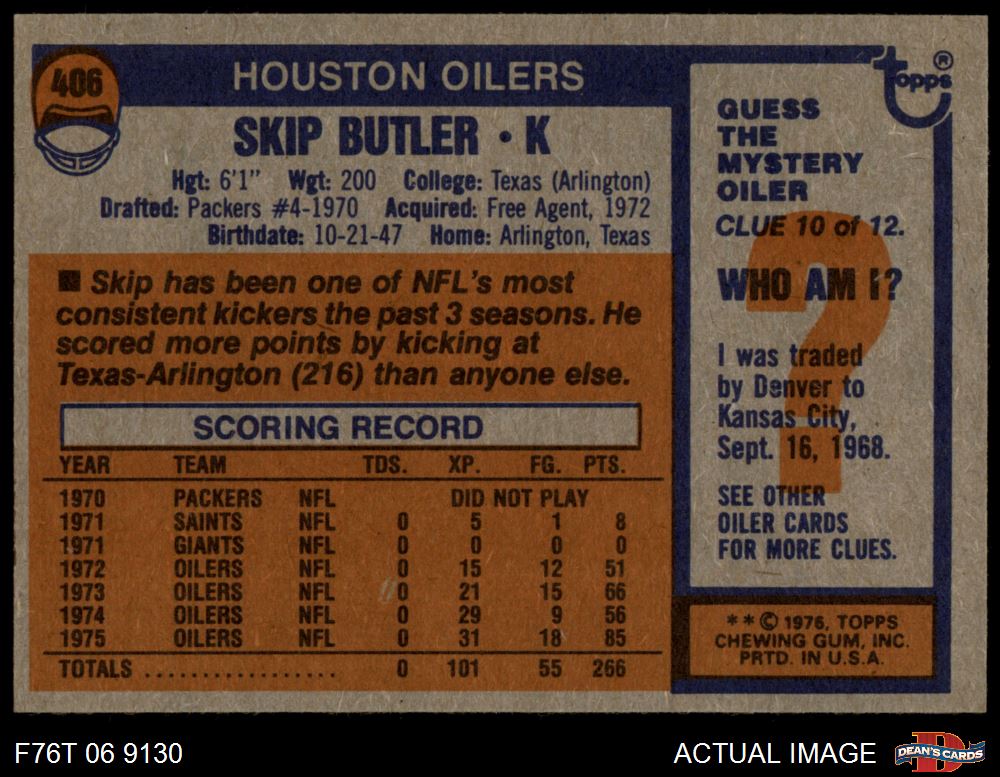 406
HOUSTON OILERS
SKIP BUTLER • K
Hgt: 6'1" Wgt: 200 College: Texas (Arlington)
Drafted: Packers #4-1970 Acquired: Free Agent, 1972
Birthdate: 10-21-47 Home: Arlington, Texas
■ Skip has been one of NFL's most
consistent kickers the past 3 seasons. He
scored more points by kicking at
Texas-Arlington (216) than anyone else.
SCORING RECORD
YEAR TEAM TDS. XP. FG. PTS.
1970 PACKERS NFL DID NOT PLAY
1971 SAINTS NFL 0 5 1 8
1971 GIANTS NFL 0 0 0 0
1972 OILERS NFL 0 15 12 51
1973 OILERS NFL 0 21 15 66
1974 OILERS NFL 0 29 9 56
1975 OILERS NFL 0 31 18 85
TOTALS ................. 0 101 55 266
Topps ®
GUESS
THE
MYSTERY
OILER
CLUE 10 of 12.
WHO AM I?
?
I was traded
by Denver to
Kansas City,
Sept. 16, 1968.
SEE OTHER
OILER CARDS
FOR MORE CLUES.
* * © 1976, TOPPS
CHEWING GUM, INC.
PRTD. IN U.S.A.
F76T 06 9130
ACTUAL IMAGE
D
DEAN'S CARDS